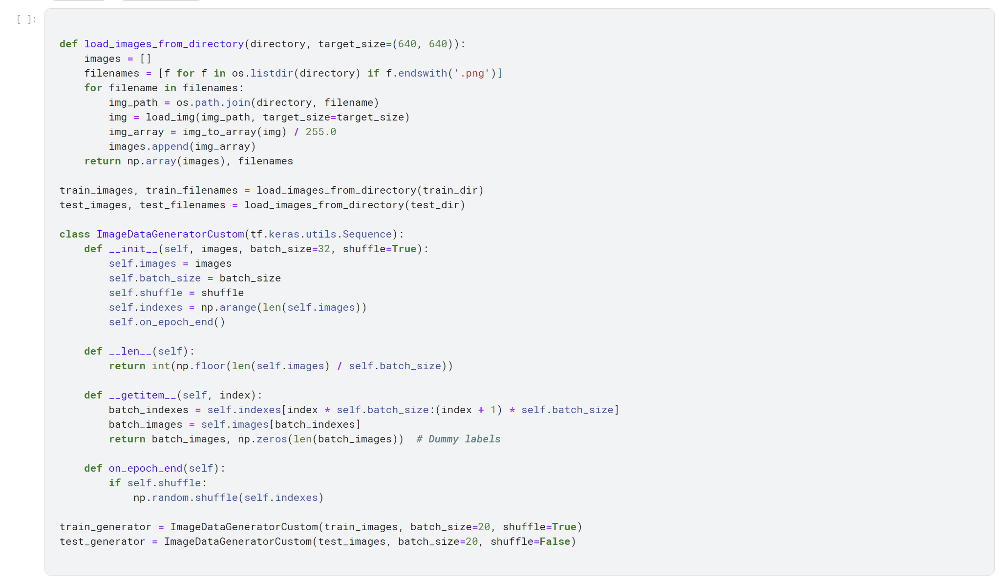 [ ]:
def load_images_from_directory(directory, target_size=(640, 640)):
    images = []
    filenames = [f for f in os.listdir(directory) if f.endswith('.png')]
    for filename in filenames:
        img_path = os.path.join(directory, filename)
        img = load_img(img_path, target_size=target_size)
        img_array = img_to_array(img) / 255.0
        images.append(img_array)
    return np.array(images), filenames

train_images, train_filenames = load_images_from_directory(train_dir)
test_images, test_filenames = load_images_from_directory(test_dir)

class ImageDataGeneratorCustom(tf.keras.utils.Sequence):
    def __init__(self, images, batch_size=32, shuffle=True):
        self.images = images
        self.batch_size = batch_size
        self.shuffle = shuffle
        self.indexes = np.arange(len(self.images))
        self.on_epoch_end()

    def __len__(self):
        return int(np.floor(len(self.images) / self.batch_size))

    def __getitem__(self, index):
        batch_indexes = self.indexes[index * self.batch_size:(index + 1) * self.batch_size]
        batch_images = self.images[batch_indexes]
        return batch_images, np.zeros(len(batch_images))  # Dummy labels

    def on_epoch_end(self):
        if self.shuffle:
            np.random.shuffle(self.indexes)

train_generator = ImageDataGeneratorCustom(train_images, batch_size=20, shuffle=True)
test_generator = ImageDataGeneratorCustom(test_images, batch_size=20, shuffle=False)